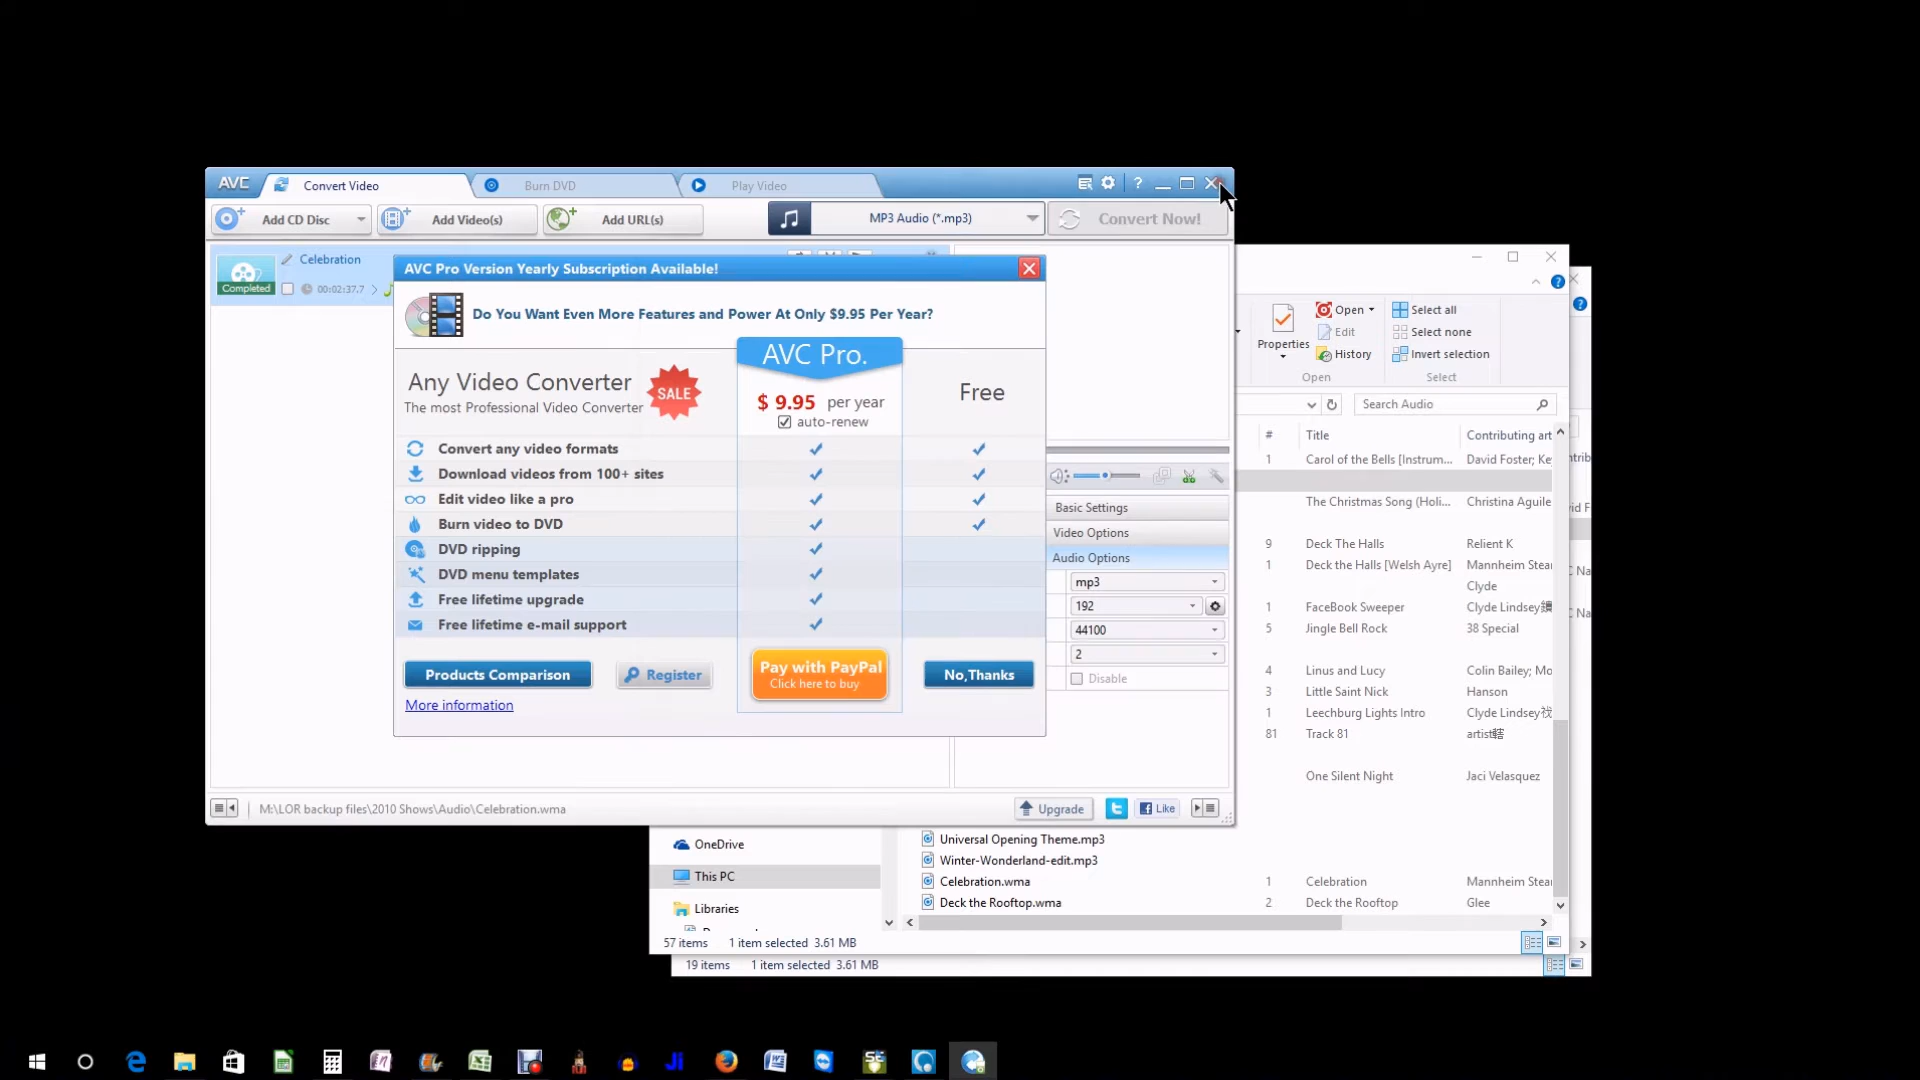 AVC
Convert Video
Burn DVD
Play Video
?
Add CD Disc
Add Video(s)
Add URL(s)
MP3 Audio (*.mp3)
Convert Now!
Celebration
Completed
00:02:37.7
AVC Pro Version Yearly Subscription Available!
Do You Want Even More Features and Power At Only $9.95 Per Year?
AVC Pro.
Any Video Converter
SALE
The most Professional Video Converter
$ 9.95 per year
auto-renew
Free
Convert any video formats
Download videos from 100+ sites
Edit video like a pro
Burn video to DVD
DVD ripping
DVD menu templates
Free lifetime upgrade
Free lifetime e-mail support
Products Comparison
Register
Pay with PayPal
Click here to buy
No,Thanks
More information
Basic Settings
Video Options
Audio Options
mp3
192
44100
2
Disable
M:\LOR backup files\2010 Shows\Audio\Celebration.wma
Upgrade
Like
Properties
Open
Edit
History
Open
Select all
Select none
Invert selection
Select
Search Audio
# Title Contributing art
1 Carol of the Bells [Instrum... David Foster; Ke
The Christmas Song (Holi... Christina Aguile
9 Deck The Halls Relient K
1 Deck the Halls [Welsh Ayre] Mannheim Stea
Clyde
1 FaceBook Sweeper Clyde Lindsey
5 Jingle Bell Rock 38 Special
4 Linus and Lucy Colin Bailey; Mo
3 Little Saint Nick Hanson
1 Leechburg Lights Intro Clyde Lindsey
81 Track 81 artist
One Silent Night Jaci Velasquez
Universal Opening Theme.mp3
Winter-Wonderland-edit.mp3
Celebration.wma 1 Celebration Mannheim Stea
Deck the Rooftop.wma 2 Deck the Rooftop Glee
OneDrive
This PC
Libraries
57 items 1 item selected 3.61 MB
19 items 1 item selected 3.61 MB